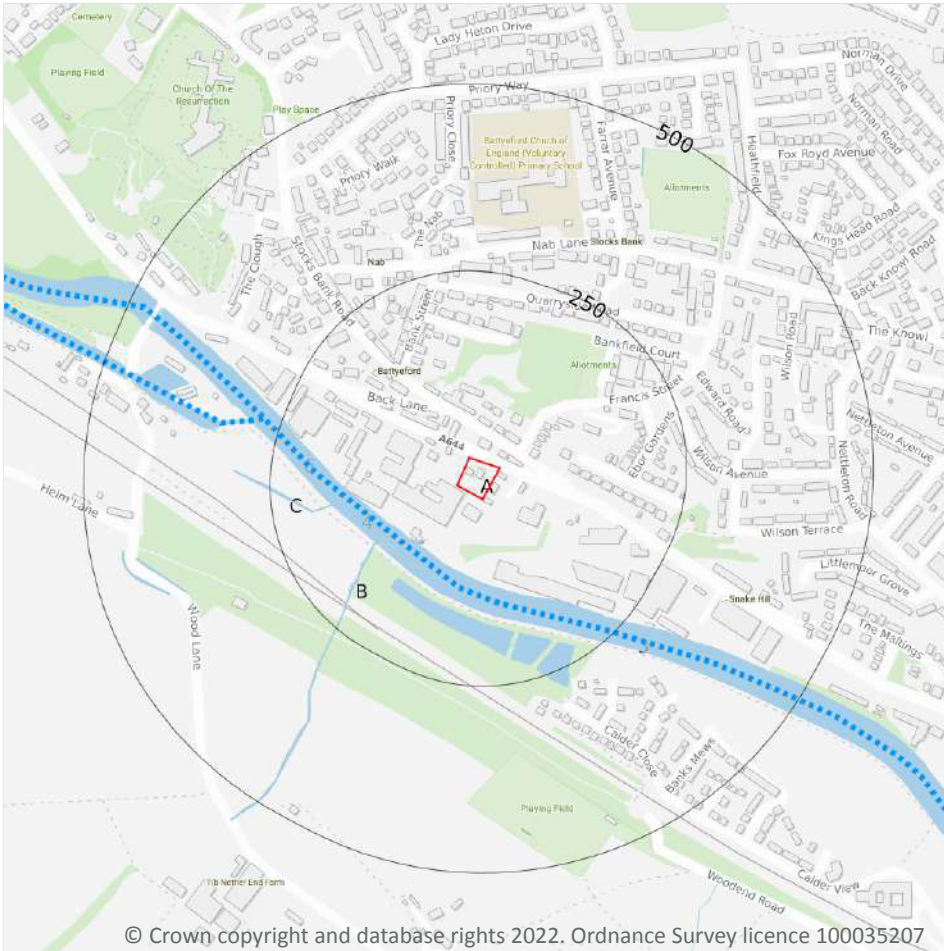 Cemetery
Lady Heton Drive
Norman Drive
Playing Field
Church Of The
Resurrection
Play Space
Priory Way
Priory Close
500
Norman Road
Battyeford Chuch of
England (Voluntary
Controlled) Primary School
Farrar Avenue
Heathfield
Fox Royd Avenue
Priory Walk
Allotments
The Nab
Kings Head Road
Nab Lane
Stocks Bank
Back Knowl Road
The Clough
Stocks Bank Road
Nab
250
Bank Street
Bankfield Court
Wilson Road
The Knowl
Allotments
Battyeford
Francis Street
Edward Road
Back Lane
Nettleton Avenue
A644
Ebor Gardens
Wilson Avenue
Nettleton Road
A
Helm Lane
C
Wilson Terrace
Littlemoor Grove
B
Snake Hill
Wood Lane
The Maltings
Calder Close
Banks Mews
Playing Field
Tib Nether End Farm
Calder View
Woodend Road
© Crown copyright and database rights 2022. Ordnance Survey licence 100035207